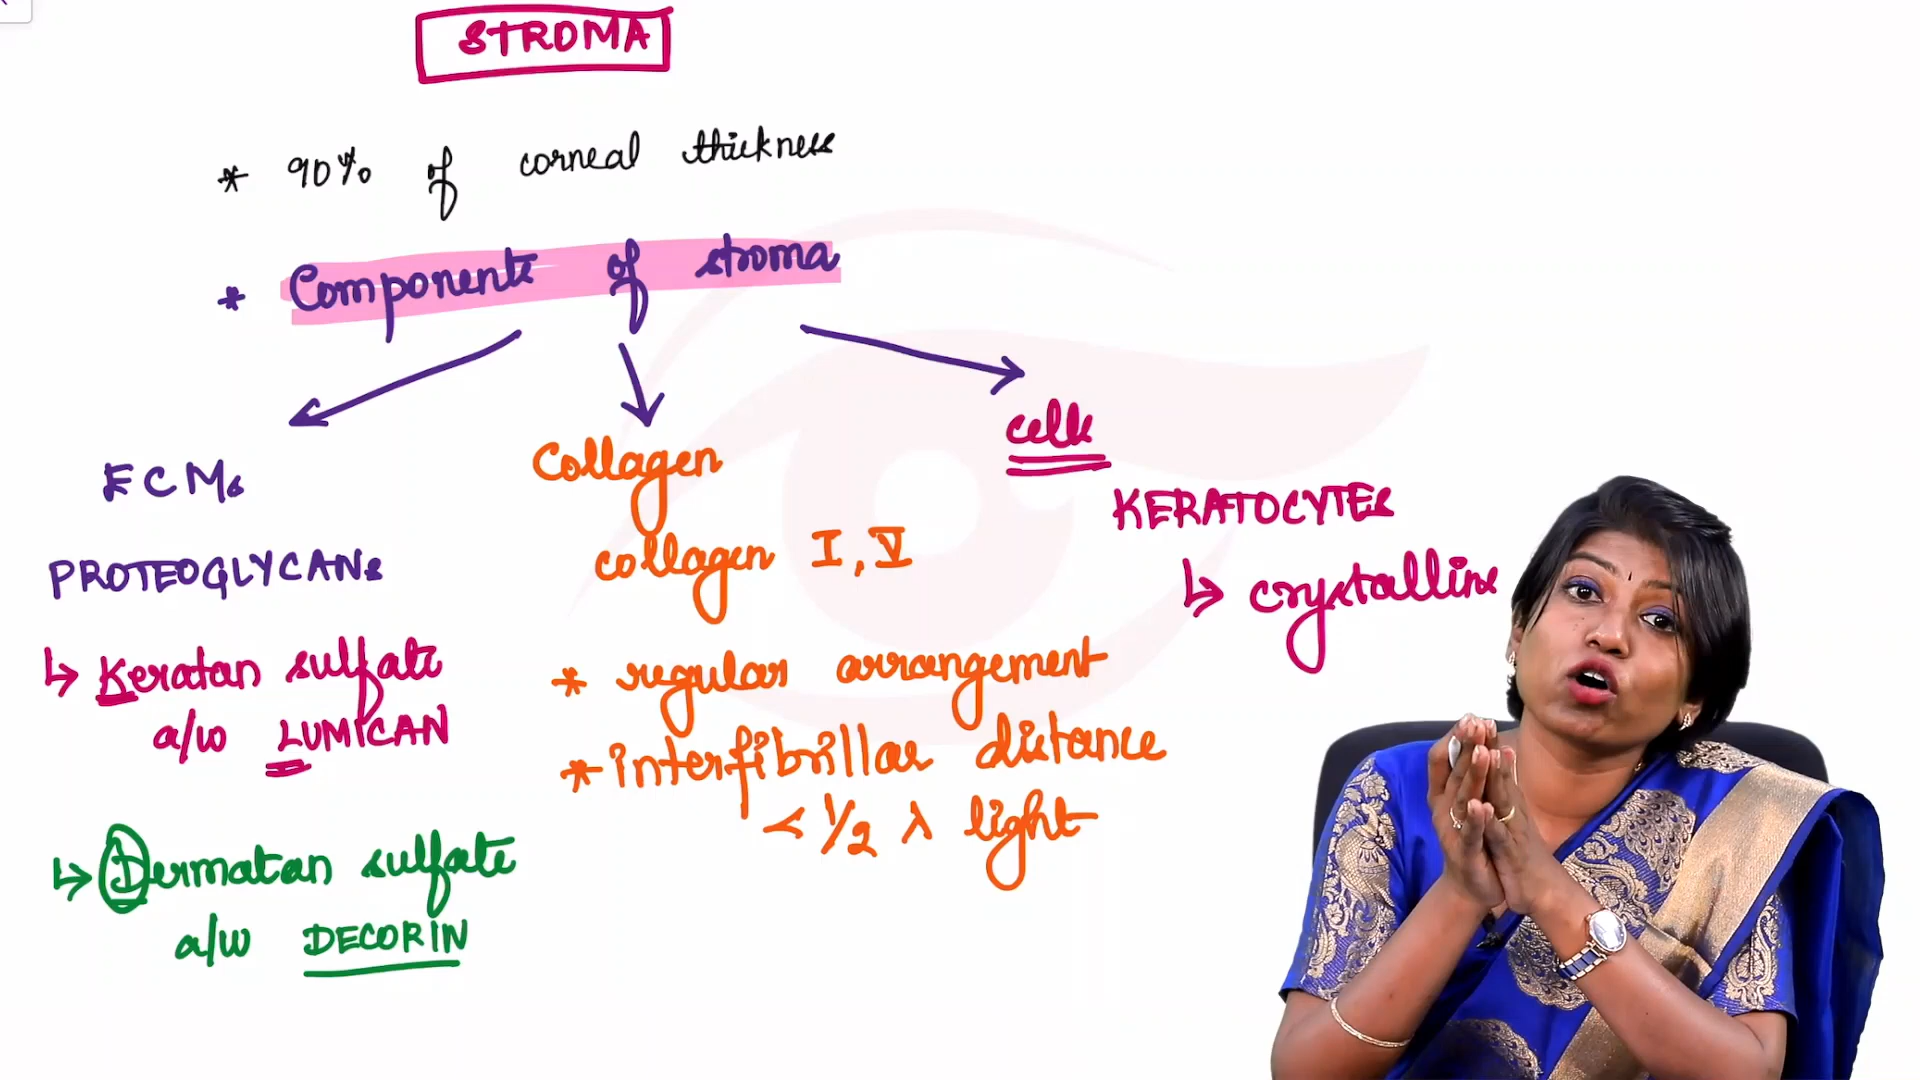 STROMA
* 90% of corneal thickness
* Components of stroma
ECMs
PROTEOGLYCANs
↳ Keratan sulfate
a/w LUMICAN
↳ Dermatan sulfate
a/w DECORIN
Collagen
collagen I, V
* regular arrangement
* interfibrillar distance
< 1/2 λ light
cells
KERATOCYTES
↳ crystalline